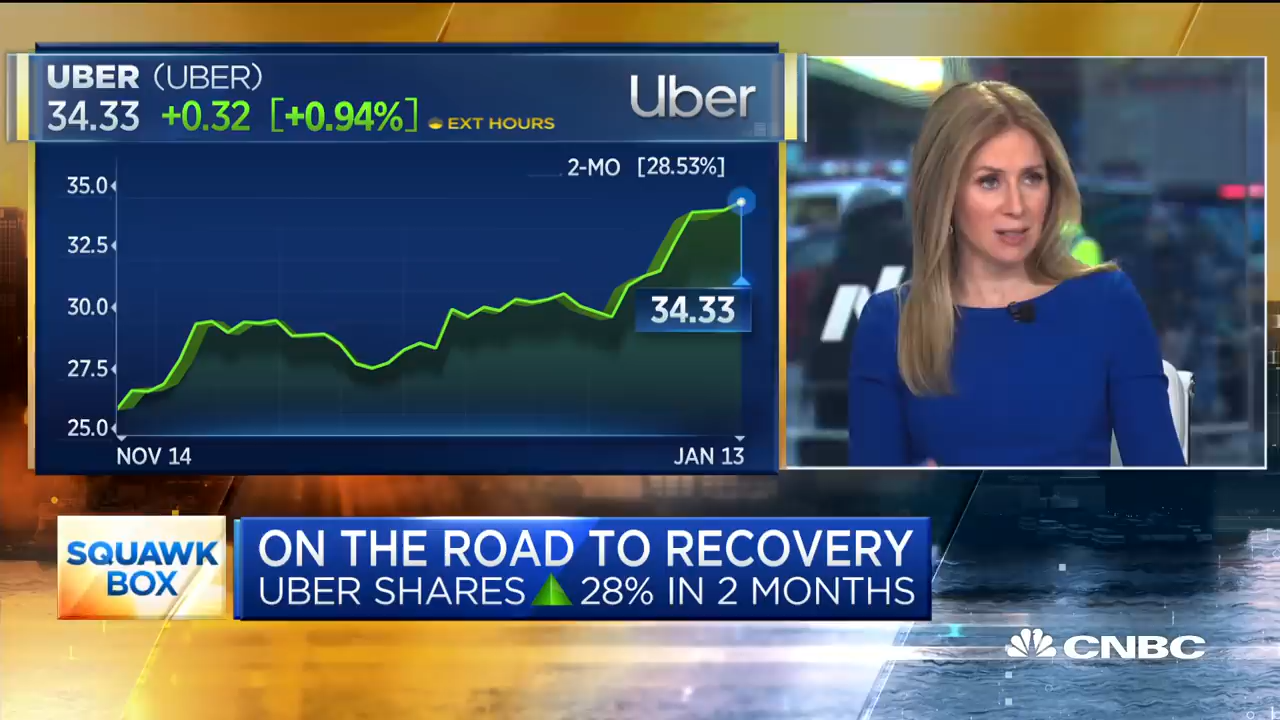 UBER (UBER)
34.33 +0.32 [+0.94%] EXT HOURS
Uber
2-MO [28.53%]
35.0
32.5
30.0
27.5
25.0
34.33
NOV 14
JAN 13
SQUAWK
BOX
ON THE ROAD TO RECOVERY
UBER SHARES 28% IN 2 MONTHS
CNBC